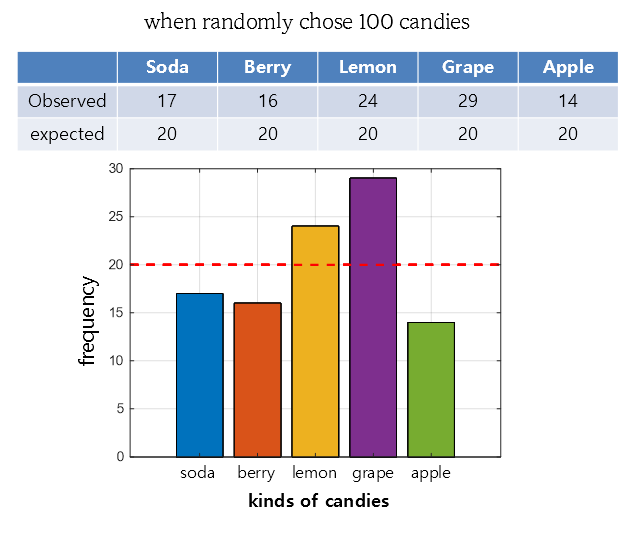 when randomly chose 100 candies
Soda Berry Lemon Grape Apple
Observed 17 16 24 29 14
expected 20 20 20 20 20
30
25
20
15
10
5
0
frequency
soda berry lemon grape apple
kinds of candies